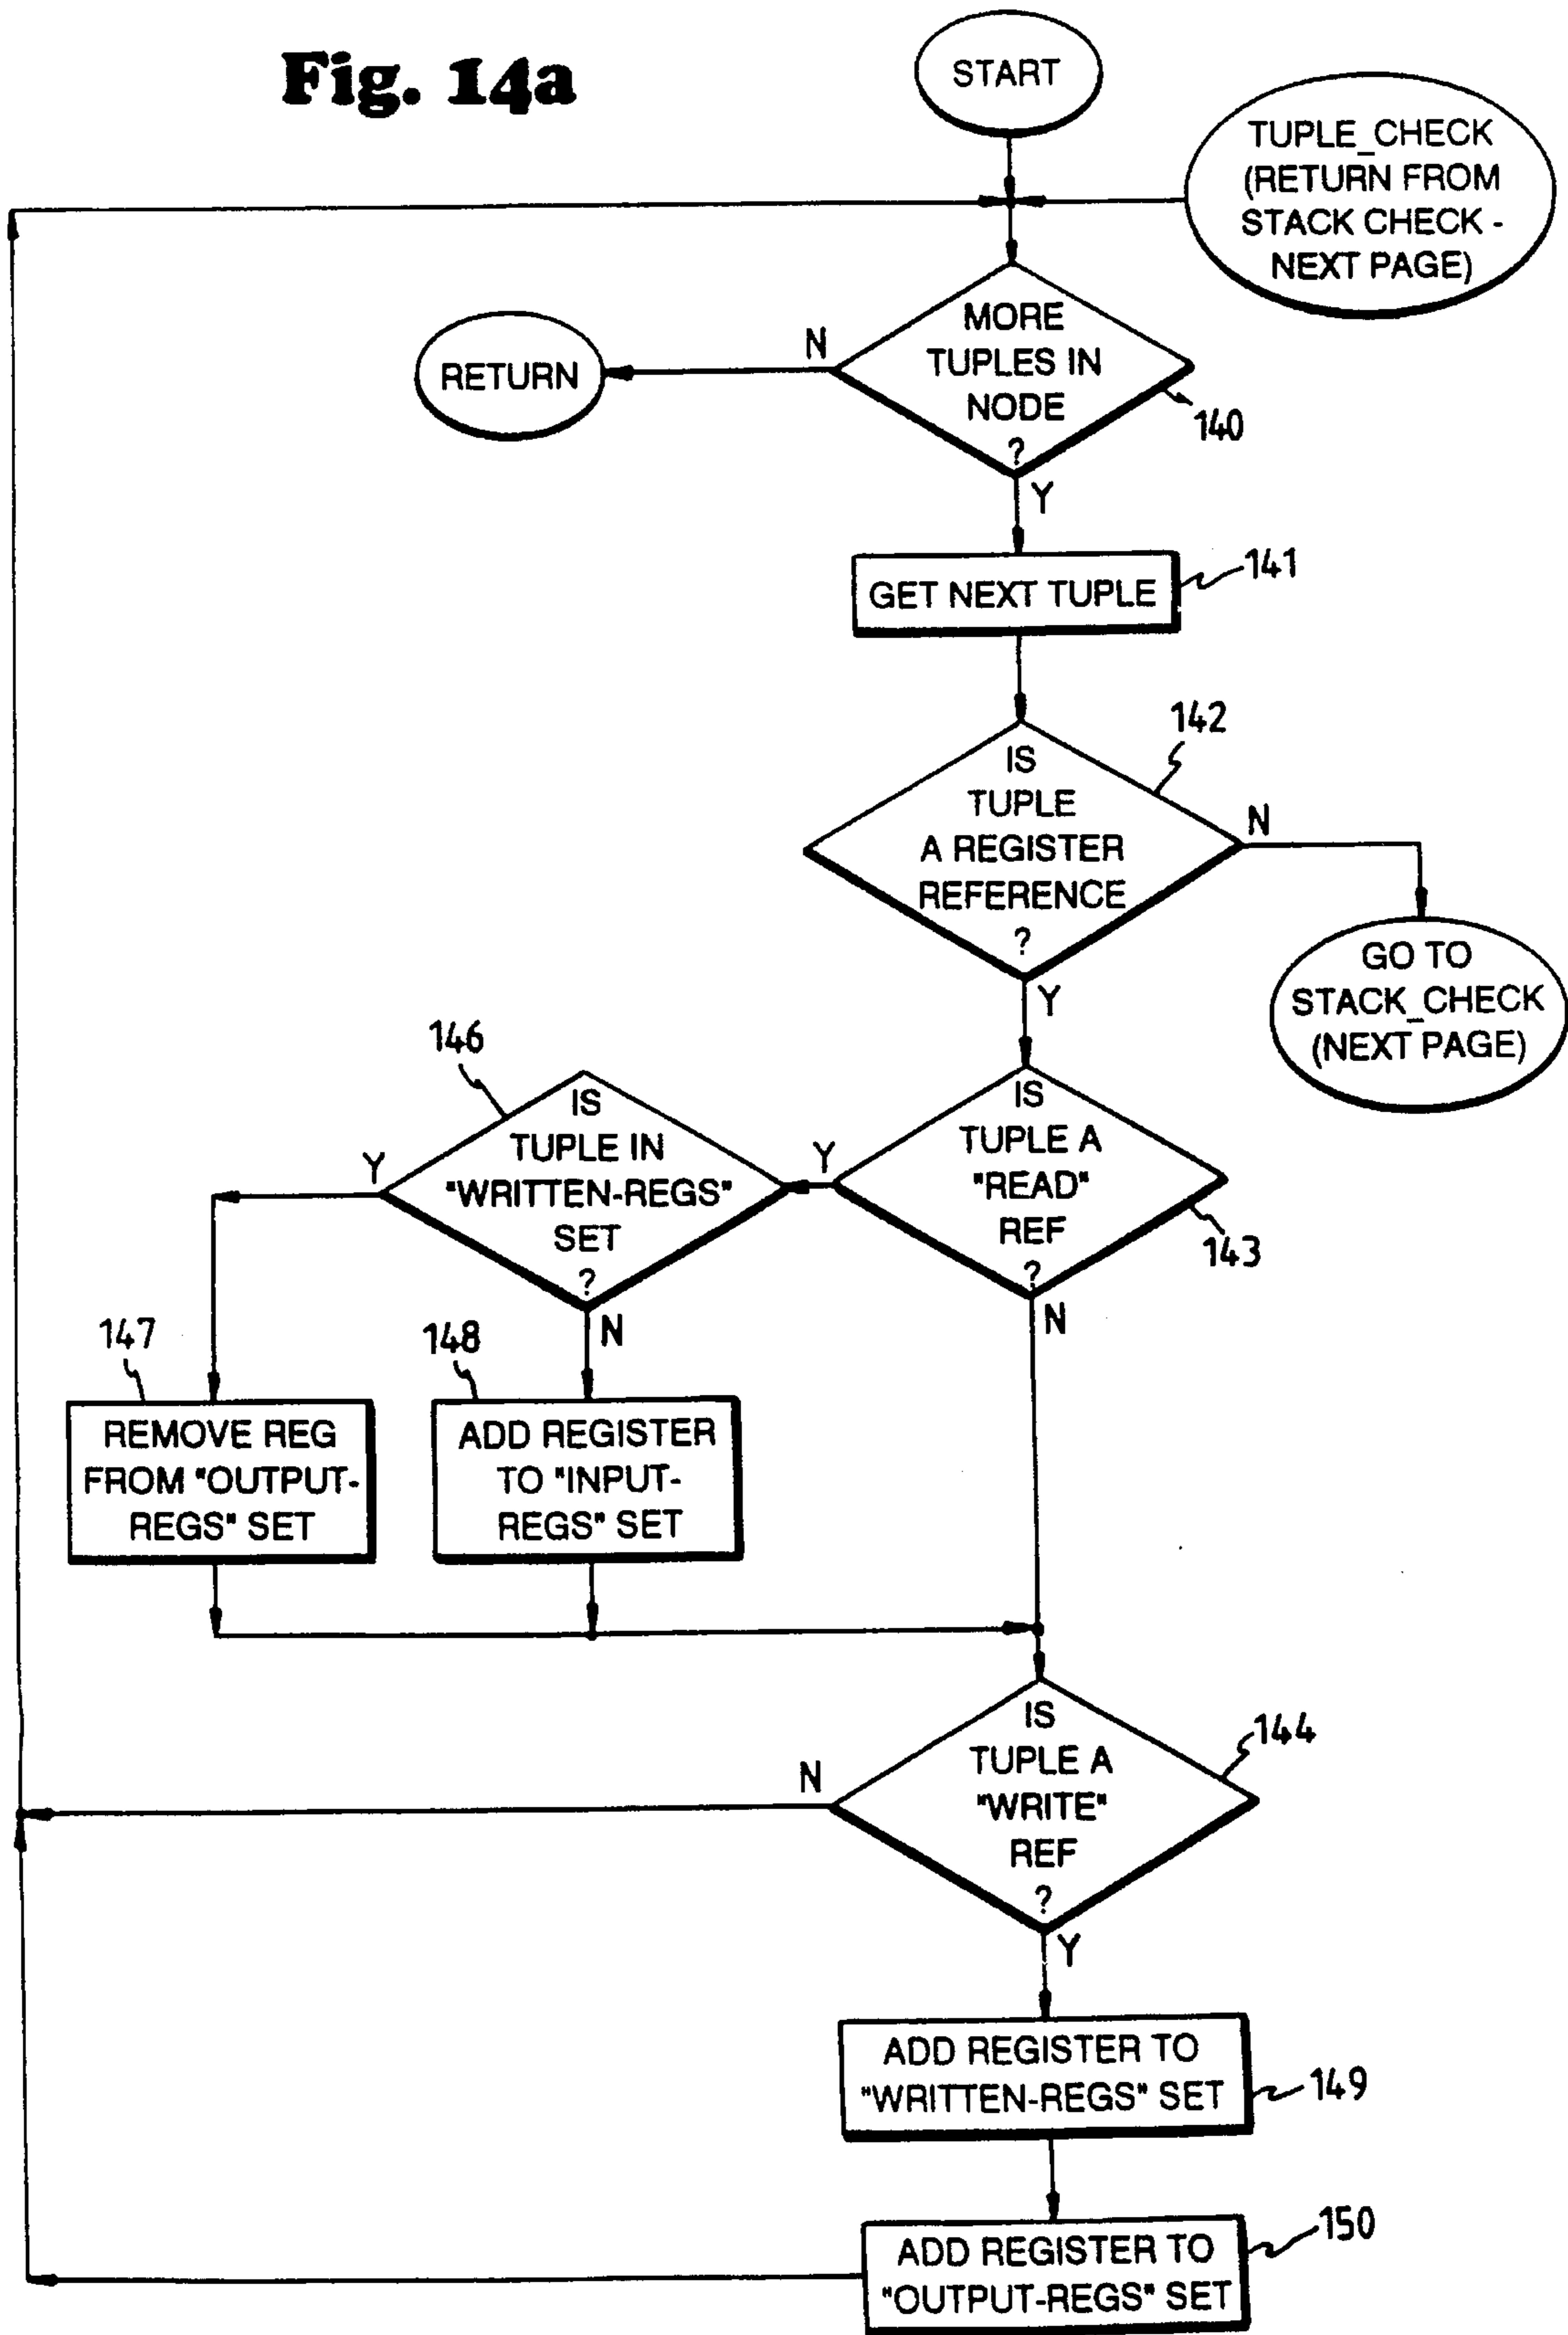 Fig. 14a
START
TUPLE_CHECK
(RETURN FROM
STACK CHECK -
NEXT PAGE)
MORE
TUPLES IN
NODE
?
N
RETURN
140
Y
GET NEXT TUPLE
141
142
IS
TUPLE
A REGISTER
REFERENCE
?
N
GO TO
STACK_CHECK
(NEXT PAGE)
Y
146
IS
TUPLE IN
"WRITTEN-REGS"
SET
?
Y
Y
IS
TUPLE A
"READ"
REF
?
143
N
N
147
148
REMOVE REG
FROM "OUTPUT-
REGS" SET
ADD REGISTER
TO "INPUT-
REGS" SET
IS
TUPLE A
"WRITE"
REF
?
144
N
Y
ADD REGISTER TO
"WRITTEN-REGS" SET
149
ADD REGISTER TO
"OUTPUT-REGS" SET
150